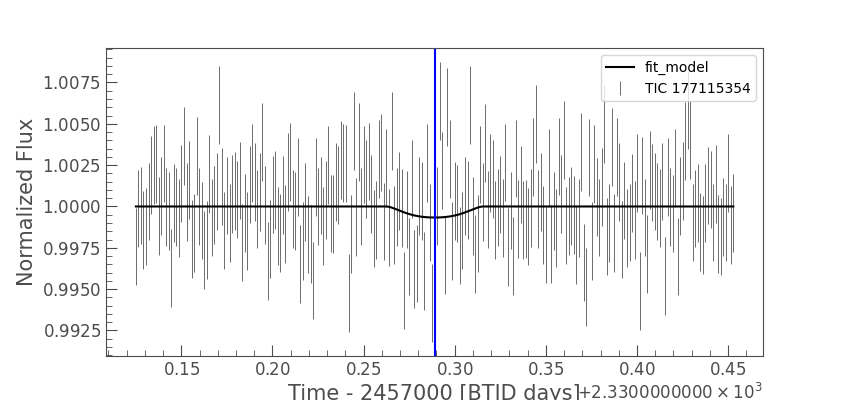 fit_model
TIC 177115354
1.0075
1.0050
1.0025
1.0000
0.9975
0.9950
0.9925
Normalized Flux
0.15 0.20 0.25 0.30 0.35 0.40 0.45
Time - 2457000 [BTJD days]
+2.3300000000 × 10³